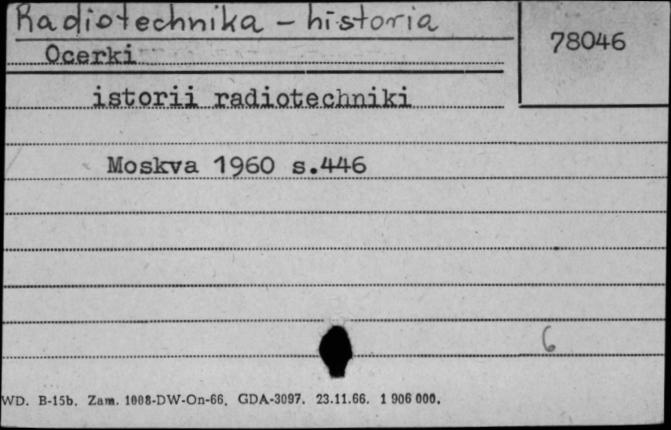 Radiotechnika - historia
78046
Ocerki
istorii radiotechniki
Moskva 1960 s.446
6
WD. B-15b. Zam. 1008-DW-On-66. GDA-3097. 23.11.66. 1 906 000.